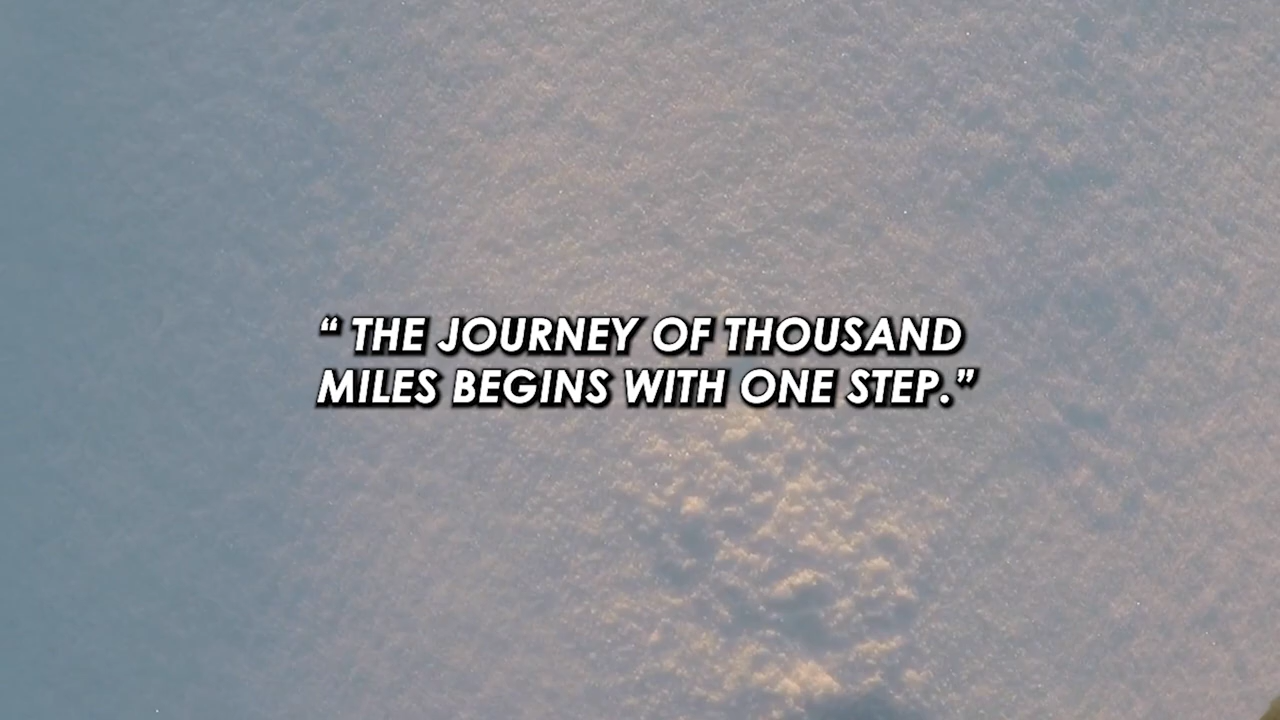 “ THE JOURNEY OF THOUSAND
MILES BEGINS WITH ONE STEP.”